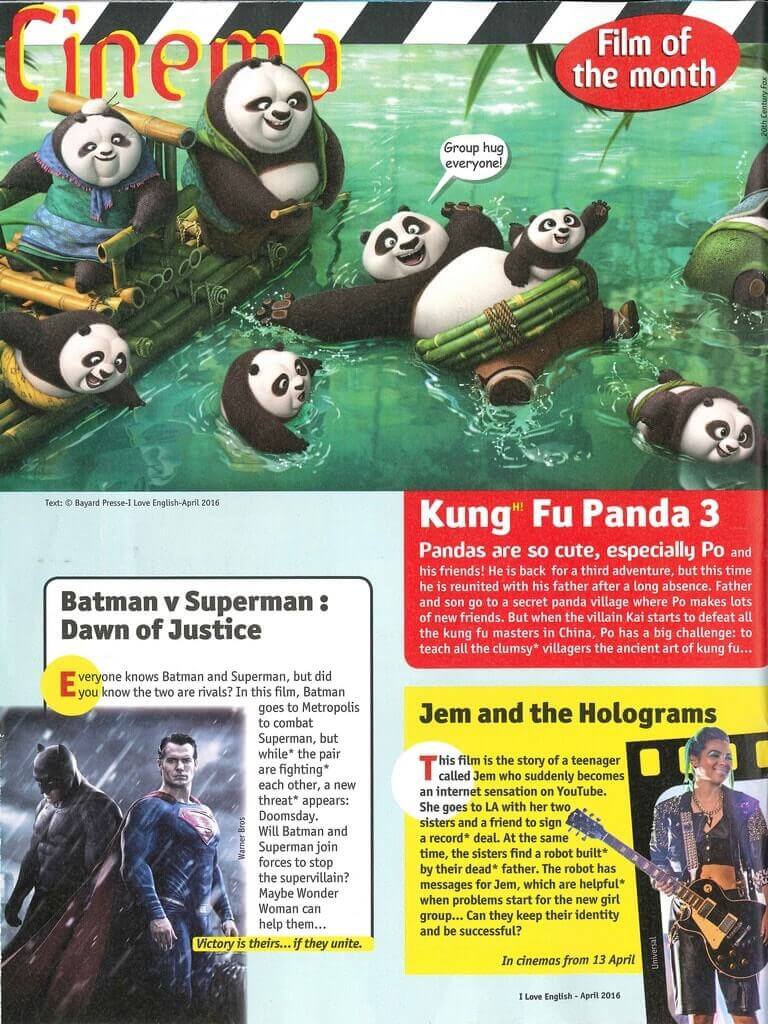 Cinema
Film of
the month
20th Century Fox
Group hug
everyone!
Text: © Bayard Presse-I Love English-April 2016
Kung H! Fu Panda 3
Pandas are so cute, especially Po and
his friends! He is back for a third adventure, but this time
he is reunited with his father after a long absence. Father
and son go to a secret panda village where Po makes lots
of new friends. But when the villain Kai starts to defeat all
the kung fu masters in China, Po has a big challenge: to
teach all the clumsy* villagers the ancient art of kung fu...
Batman v Superman :
Dawn of Justice
Everyone knows Batman and Superman, but did
you know the two are rivals? In this film, Batman
goes to Metropolis
to combat
Superman, but
while* the pair
are fighting*
each other, a new
threat* appears:
Doomsday.
Will Batman and
Superman join
forces to stop
the supervillain?
Maybe Wonder
Woman can
help them...
Victory is theirs... if they unite.
Warner Bros
Jem and the Holograms
This film is the story of a teenager
called Jem who suddenly becomes
an internet sensation on YouTube.
She goes to LA with her two
sisters and a friend to sign
a record* deal. At the same
time, the sisters find a robot built*
by their dead* father. The robot has
messages for Jem, which are helpful*
when problems start for the new girl
group... Can they keep their identity
and be successful?
In cinemas from 13 April
Universal
I Love English - April 2016